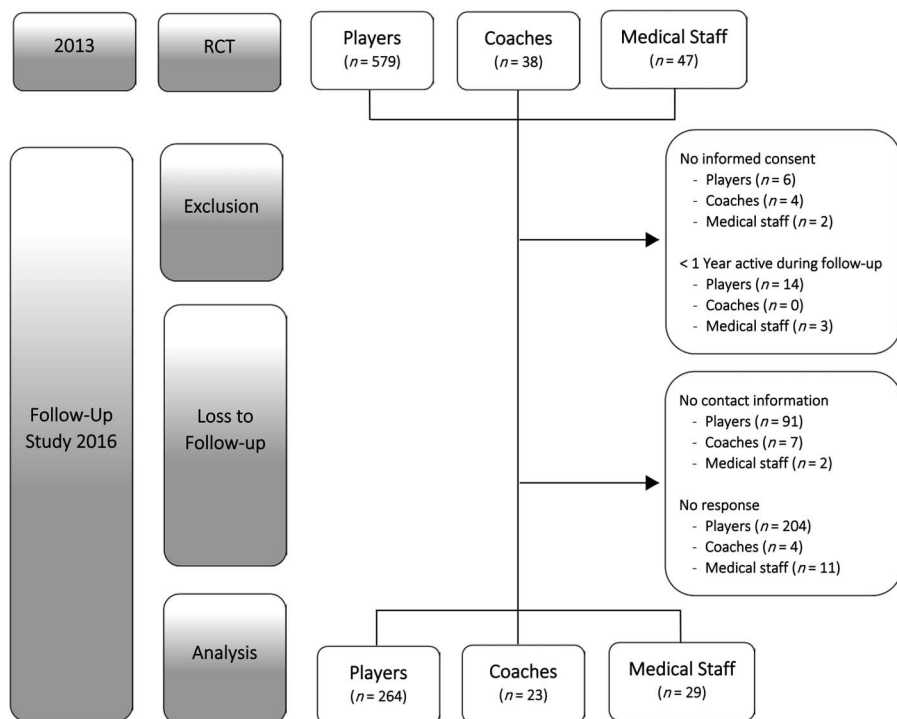 2013
RCT
Players
(n = 579)
Coaches
(n = 38)
Medical Staff
(n = 47)
Exclusion
No informed consent
- Players (n = 6)
- Coaches (n = 4)
- Medical staff (n = 2)
< 1 Year active during follow-up
- Players (n = 14)
- Coaches (n = 0)
- Medical staff (n = 3)
Follow-Up
Study 2016
Loss to
Follow-up
No contact information
- Players (n = 91)
- Coaches (n = 7)
- Medical staff (n = 2)
No response
- Players (n = 204)
- Coaches (n = 4)
- Medical staff (n = 11)
Analysis
Players
(n = 264)
Coaches
(n = 23)
Medical Staff
(n = 29)